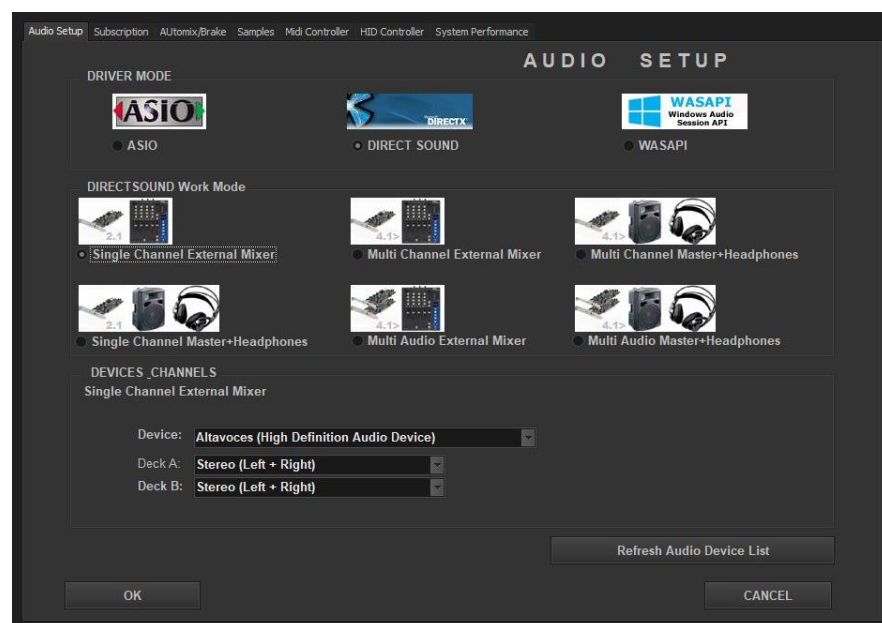 Audio Setup Subscription AUtomix/Brake Samples Midi Controller HID Controller System Performance
AUDIO SETUP
DRIVER MODE
ASIO
DIRECTX
WASAPI
Windows Audio
Session API
ASIO
DIRECT SOUND
WASAPI
DIRECTSOUND Work Mode
2.1
4.1>
4.1>
Single Channel External Mixer
Multi Channel External Mixer
Multi Channel Master+Headphones
2.1
4.1>
4.1>
Single Channel Master+Headphones
Multi Audio External Mixer
Multi Audio Master+Headphones
DEVICES_CHANNELS
Single Channel External Mixer
Device: Altavoces (High Definition Audio Device)
Deck A: Stereo (Left + Right)
Deck B: Stereo (Left + Right)
Refresh Audio Device List
OK
CANCEL